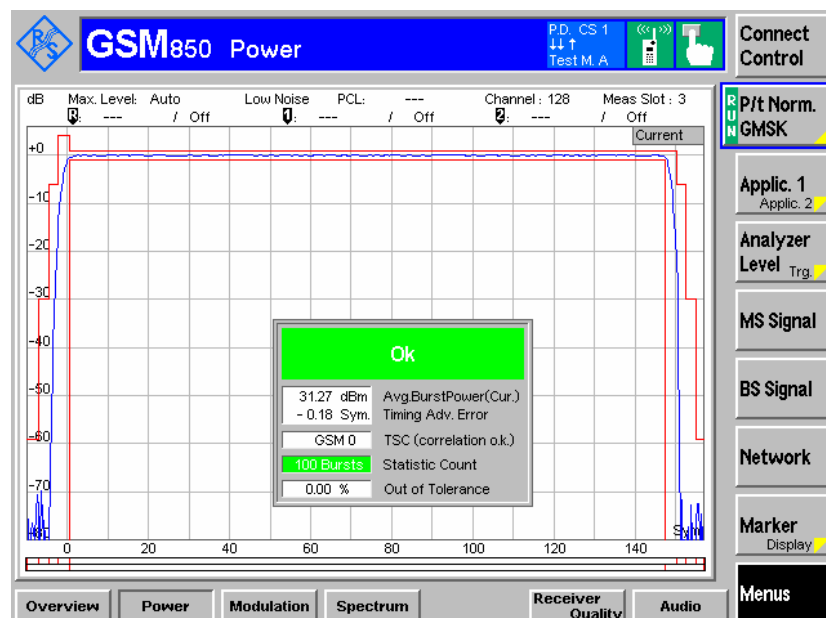 R S
GSM850 Power
P.D. CS 1
Test M. A
Connect
Control
dB Max. Level: Auto Low Noise PCL: --- Channel : 128 Meas Slot : 3
R: --- / Off 1: --- / Off 2: --- / Off
RUN
P/t Norm.
GMSK
Current
+0
-10
-20
-30
-40
-50
-60
-70
Applic. 1
Applic. 2
Analyzer
Level Trg.
MS Signal
BS Signal
Network
Marker
Display
Menus
Ok
31.27 dBm Avg.BurstPower(Cur.)
- 0.18 Sym. Timing Adv. Error
GSM 0 TSC (correlation o.k.)
100 Bursts Statistic Count
0.00 % Out of Tolerance
Sym
0 20 40 60 80 100 120 140
Overview Power Modulation Spectrum Receiver Quality Audio